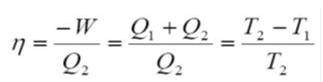 η = -W / Q₂ = Q₁ + Q₂ / Q₂ = T₂ - T₁ / T₂